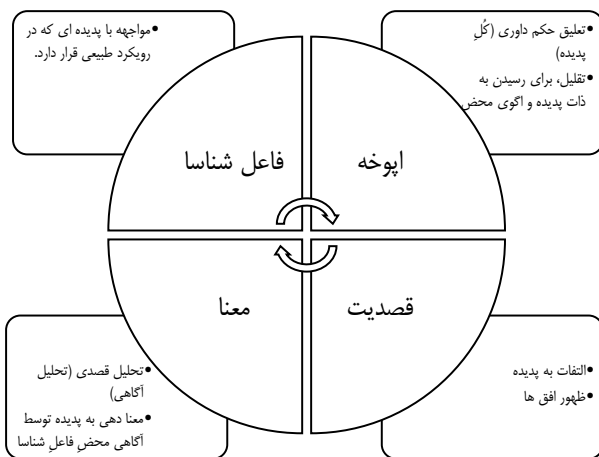 •تعلیق حکم داوری (کُلِ
پدیده)
•تقلیل، برای رسیدن به
ذات پدیده و اگوی محض
•مواجهه با پدیده ای که در
رویکرد طبیعی قرار دارد.
اپوخه
فاعل شناسا
قصدیت
معنا
•التفات به پدیده
•ظهور افق ها
•تحلیل قصدی (تحلیل
آگاهی)
•معنا دهی به پدیده توسط
آگاهی محضِ فاعلِ شناسا